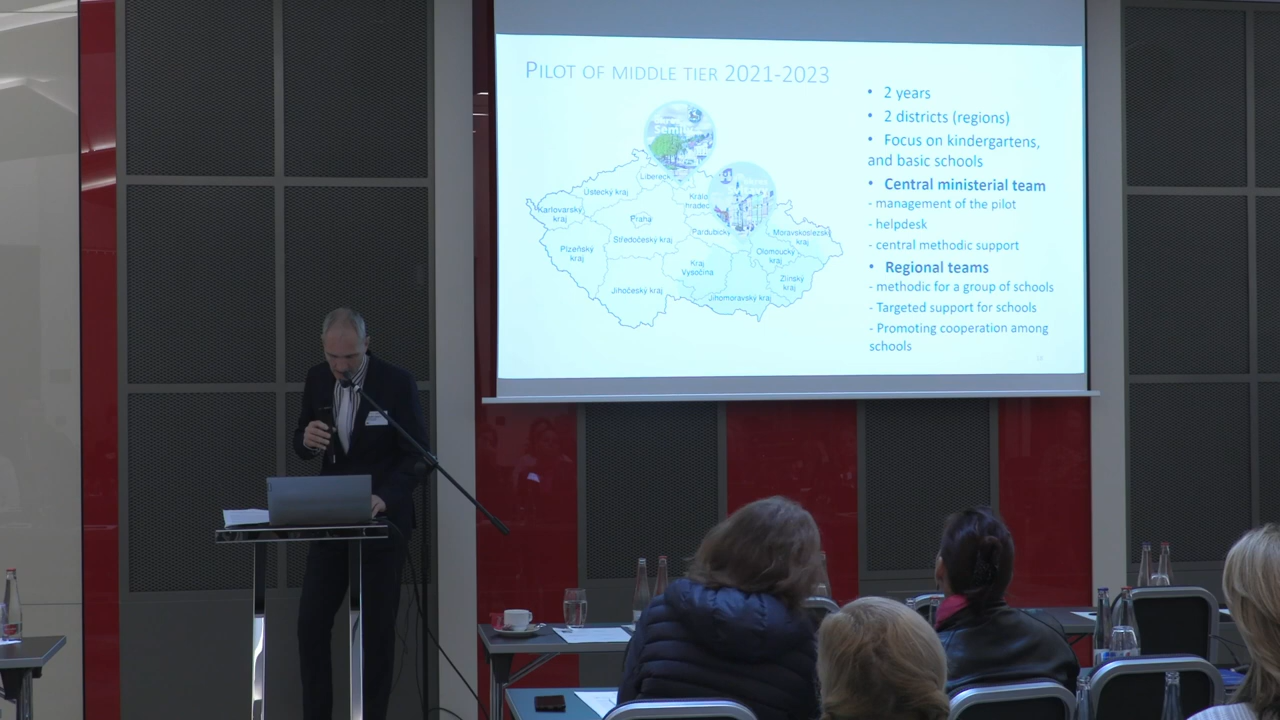 PILOT OF MIDDLE TIER 2021-2023
• 2 years
• 2 districts (regions)
• Focus on kindergartens,
and basic schools
• Central ministerial team
- management of the pilot
- helpdesk
- central methodic support
• Regional teams
- methodic for a group of schools
- Targeted support for schools
- Promoting cooperation among
schools
Semily
Liberec
Ústecký kraj
Králo
hradec
Karlovarský
kraj
Praha
Pardubický
Moravskoslezský
kraj
Středočeský kraj
Plzeňský
kraj
Olomoucký
kraj
Kraj
Vysočina
Zlínský
kraj
Jihočeský kraj
Jihomoravský kraj